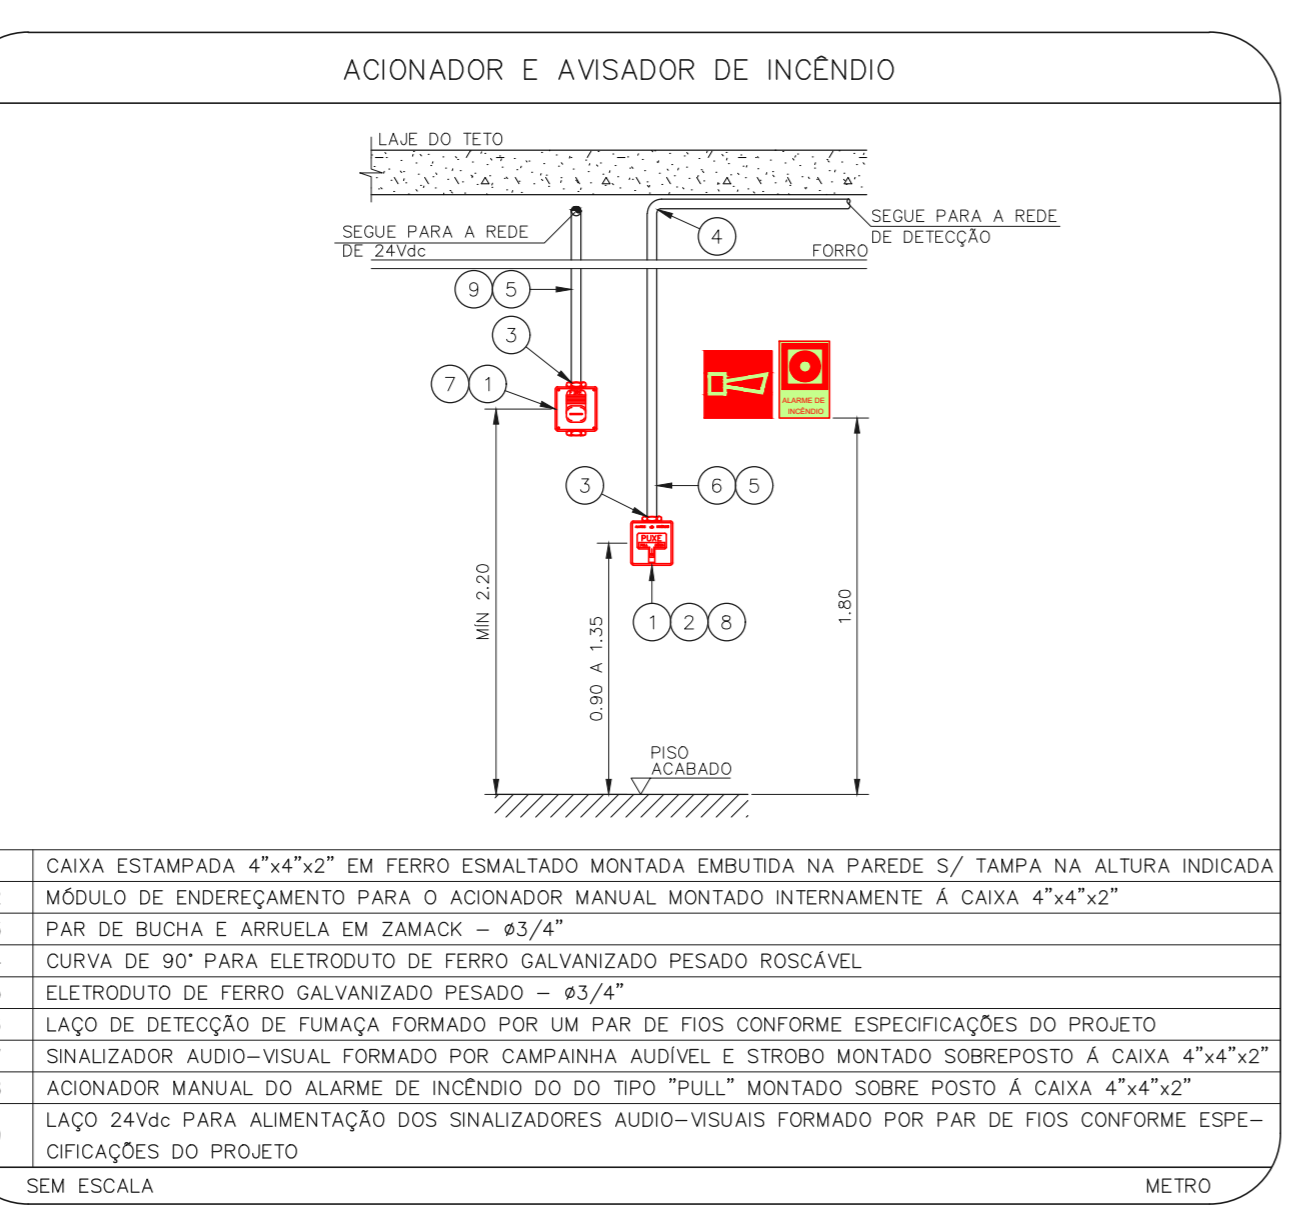 ACIONADOR E AVISADOR DE INCÊNDIO
LAJE DO TETO
SEGUE PARA A REDE
DE 24Vdc
SEGUE PARA A REDE
DE DETECÇÃO
4
FORRO
9 5
3
7 1
ALARME DE
INCÊNDIO
3
6 5
PUXE
MÍN 2.20
0.90 A 1.35
1.80
1 2 8
PISO
ACABADO
CAIXA ESTAMPADA 4"x4"x2" EM FERRO ESMALTADO MONTADA EMBUTIDA NA PAREDE S/ TAMPA NA ALTURA INDICADA
MÓDULO DE ENDEREÇAMENTO PARA O ACIONADOR MANUAL MONTADO INTERNAMENTE Á CAIXA 4"x4"x2"
PAR DE BUCHA E ARRUELA EM ZAMACK – ø3/4"
CURVA DE 90° PARA ELETRODUTO DE FERRO GALVANIZADO PESADO ROSCÁVEL
ELETRODUTO DE FERRO GALVANIZADO PESADO – ø3/4"
LAÇO DE DETECÇÃO DE FUMAÇA FORMADO POR UM PAR DE FIOS CONFORME ESPECIFICAÇÕES DO PROJETO
SINALIZADOR AUDIO–VISUAL FORMADO POR CAMPAINHA AUDÍVEL E STROBO MONTADO SOBREPOSTO Á CAIXA 4"x4"x2"
ACIONADOR MANUAL DO ALARME DE INCÊNDIO DO DO TIPO "PULL" MONTADO SOBRE POSTO Á CAIXA 4"x4"x2"
LAÇO 24Vdc PARA ALIMENTAÇÃO DOS SINALIZADORES AUDIO–VISUAIS FORMADO POR PAR DE FIOS CONFORME ESPE–
CIFICAÇÕES DO PROJETO
SEM ESCALA
METRO